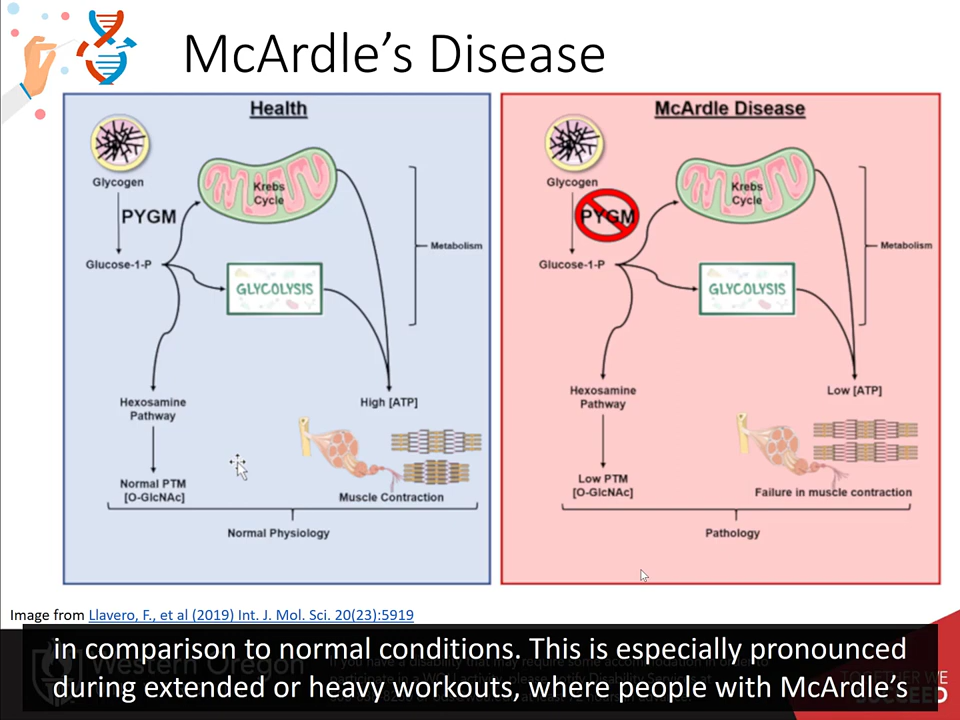 McArdle's Disease
Health
Glycogen
PYGM
Glucose-1-P
Krebs
Cycle
GLYCOLYSIS
Metabolism
Hexosamine
Pathway
High [ATP]
Normal PTM
[O-GlcNAc]
Muscle Contraction
Normal Physiology
McArdle Disease
Glycogen
PYGM
Glucose-1-P
Krebs
Cycle
GLYCOLYSIS
Metabolism
Hexosamine
Pathway
Low [ATP]
Low PTM
[O-GlcNAc]
Failure in muscle contraction
Pathology
Image from Llavero, F., et al (2019) Int. J. Mol. Sci. 20(23):5919
in comparison to normal conditions. This is especially pronounced
during extended or heavy workouts, where people with McArdle's
Western Oregon